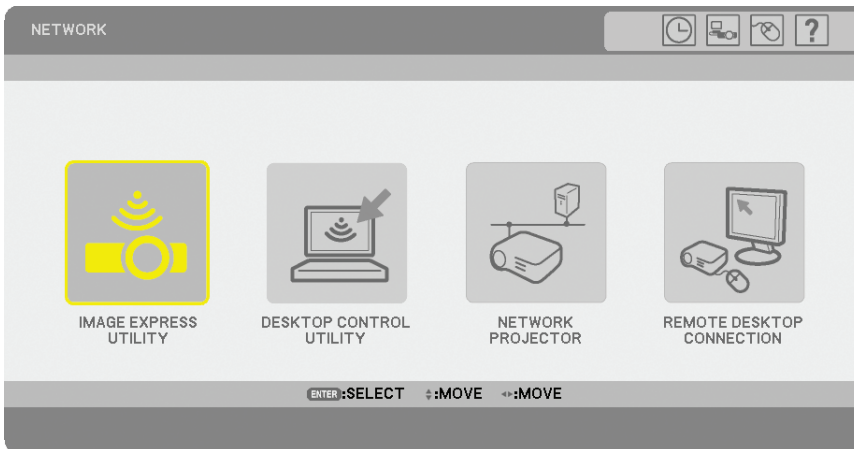 NETWORK
?
IMAGE EXPRESS
UTILITY
DESKTOP CONTROL
UTILITY
NETWORK
PROJECTOR
REMOTE DESKTOP
CONNECTION
ENTER:SELECT :MOVE :MOVE